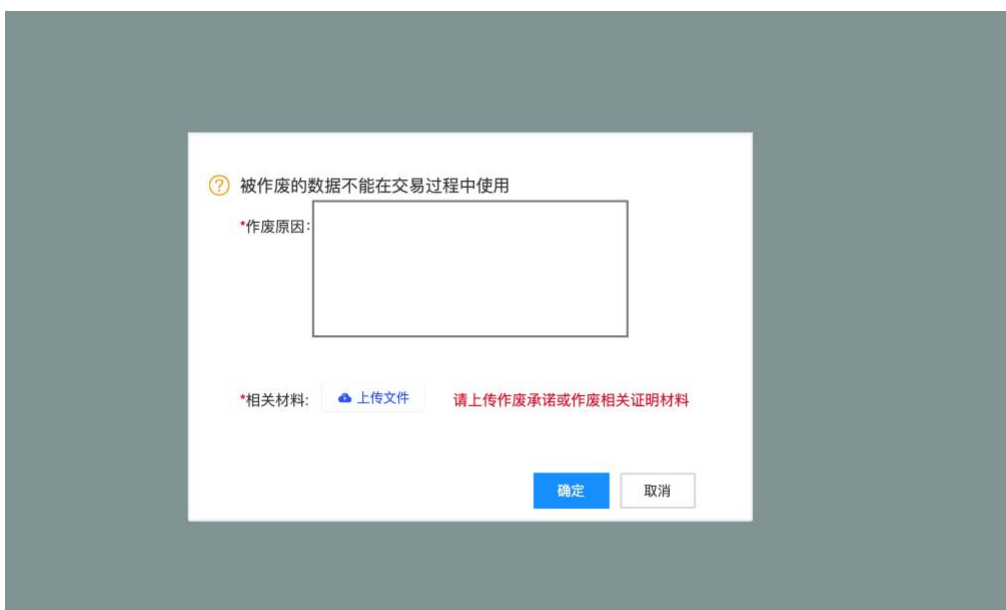 被作废的数据不能在交易过程中使用
*作废原因:
*相关材料: 上传文件 请上传作废承诺或作废相关证明材料
确定 取消